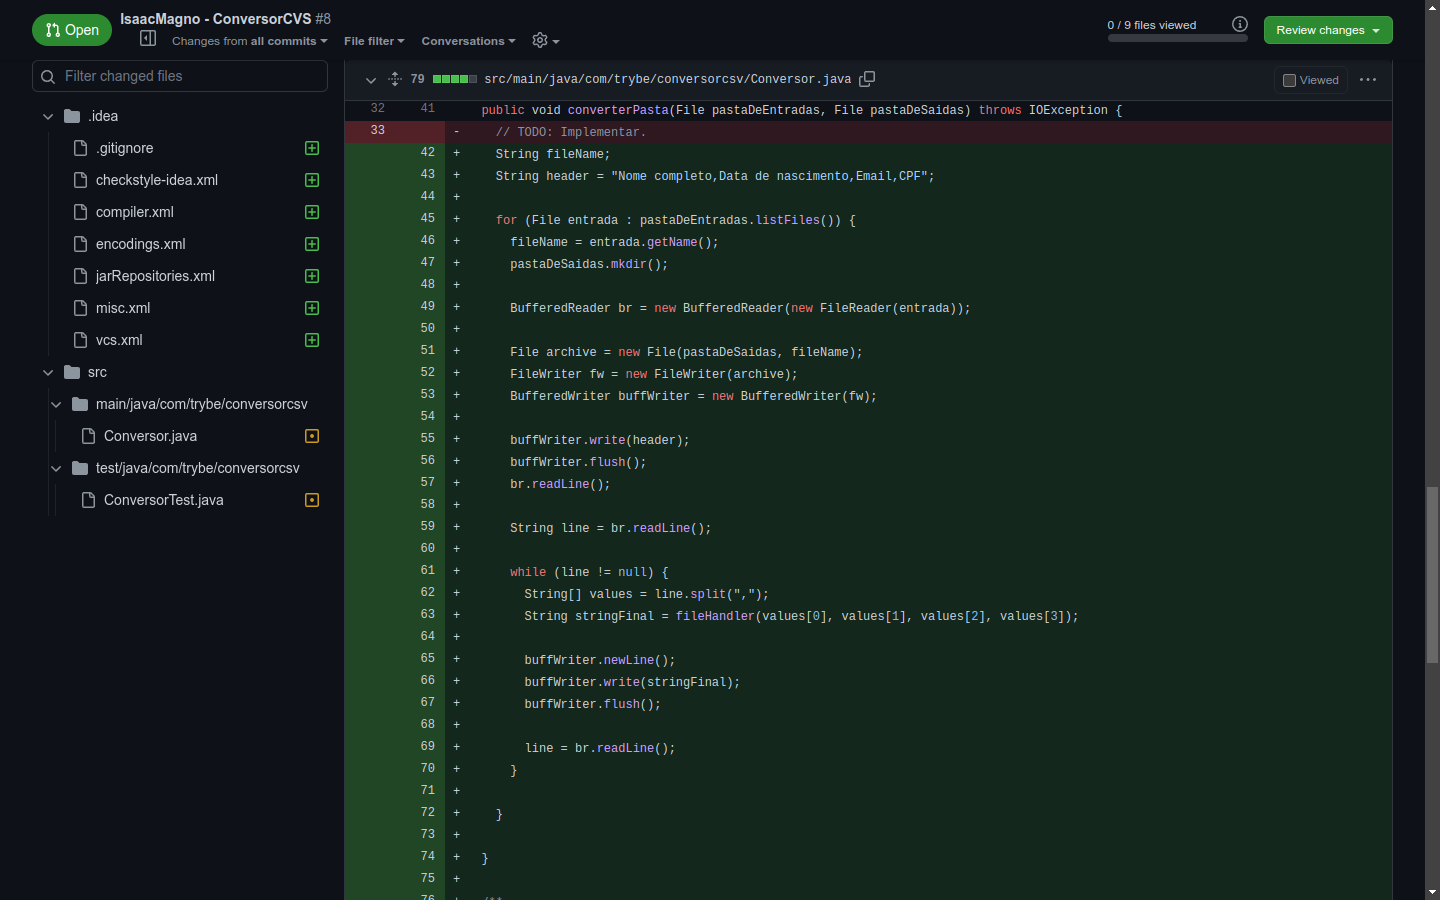 Open
IsaacMagno - ConversorCVS #8
Changes from all commits
File filter
Conversations
0 / 9 files viewed
Review changes
Filter changed files
.idea
.gitignore
checkstyle-idea.xml
compiler.xml
encodings.xml
jarRepositories.xml
misc.xml
vcs.xml
src
main/java/com/trybe/conversorcsv
Conversor.java
test/java/com/trybe/conversorcsv
ConversorTest.java
79 src/main/java/com/trybe/conversorcsv/Conversor.java
Viewed
32 41 public void converterPasta(File pastaDeEntradas, File pastaDeSaidas) throws IOException {
33 - // TODO: Implementar.
42 + String fileName;
43 + String header = "Nome completo,Data de nascimento,Email,CPF";
44 +
45 + for (File entrada : pastaDeEntradas.listFiles()) {
46 + fileName = entrada.getName();
47 + pastaDeSaidas.mkdir();
48 +
49 + BufferedReader br = new BufferedReader(new FileReader(entrada));
50 +
51 + File archive = new File(pastaDeSaidas, fileName);
52 + FileWriter fw = new FileWriter(archive);
53 + BufferedWriter buffWriter = new BufferedWriter(fw);
54 +
55 + buffWriter.write(header);
56 + buffWriter.flush();
57 + br.readLine();
58 +
59 + String line = br.readLine();
60 +
61 + while (line != null) {
62 + String[] values = line.split(",");
63 + String stringFinal = fileHandler(values[0], values[1], values[2], values[3]);
64 +
65 + buffWriter.newLine();
66 + buffWriter.write(stringFinal);
67 + buffWriter.flush();
68 +
69 + line = br.readLine();
70 + }
71 +
72 + }
73 +
74 + }
75 +
76 + /**